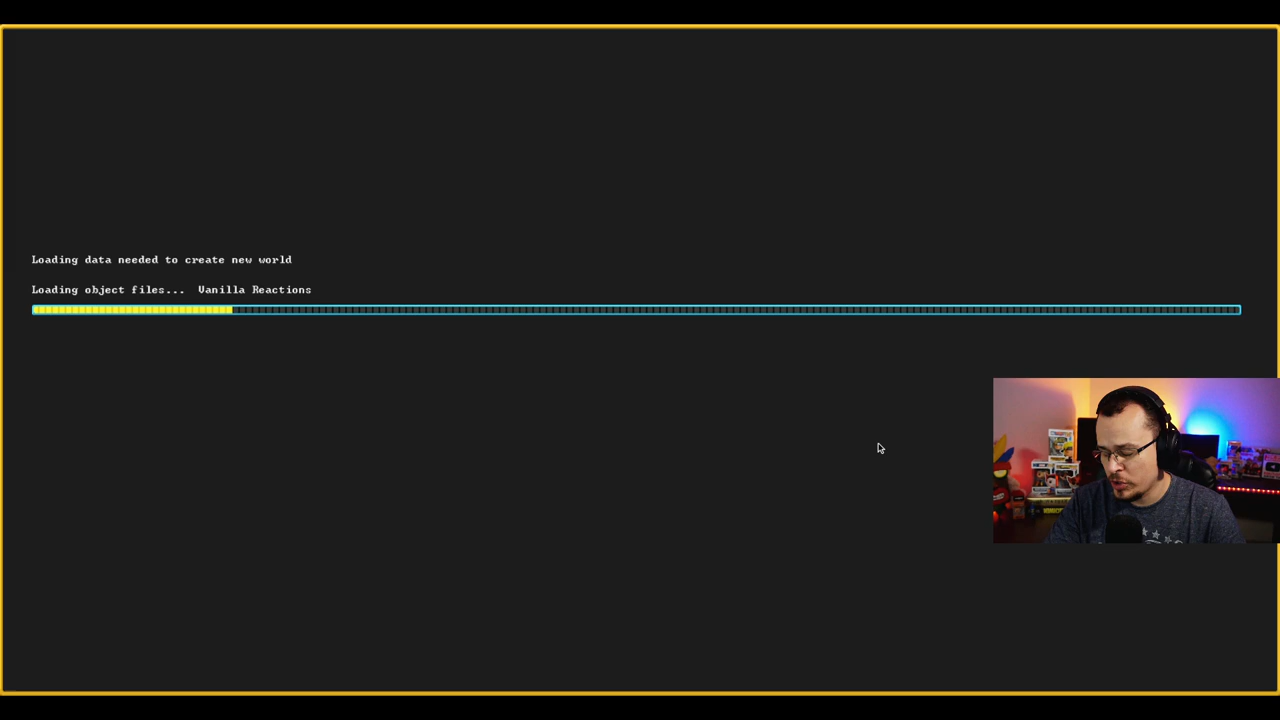 Loading data needed to create new world
Loading object files... Vanilla Reactions